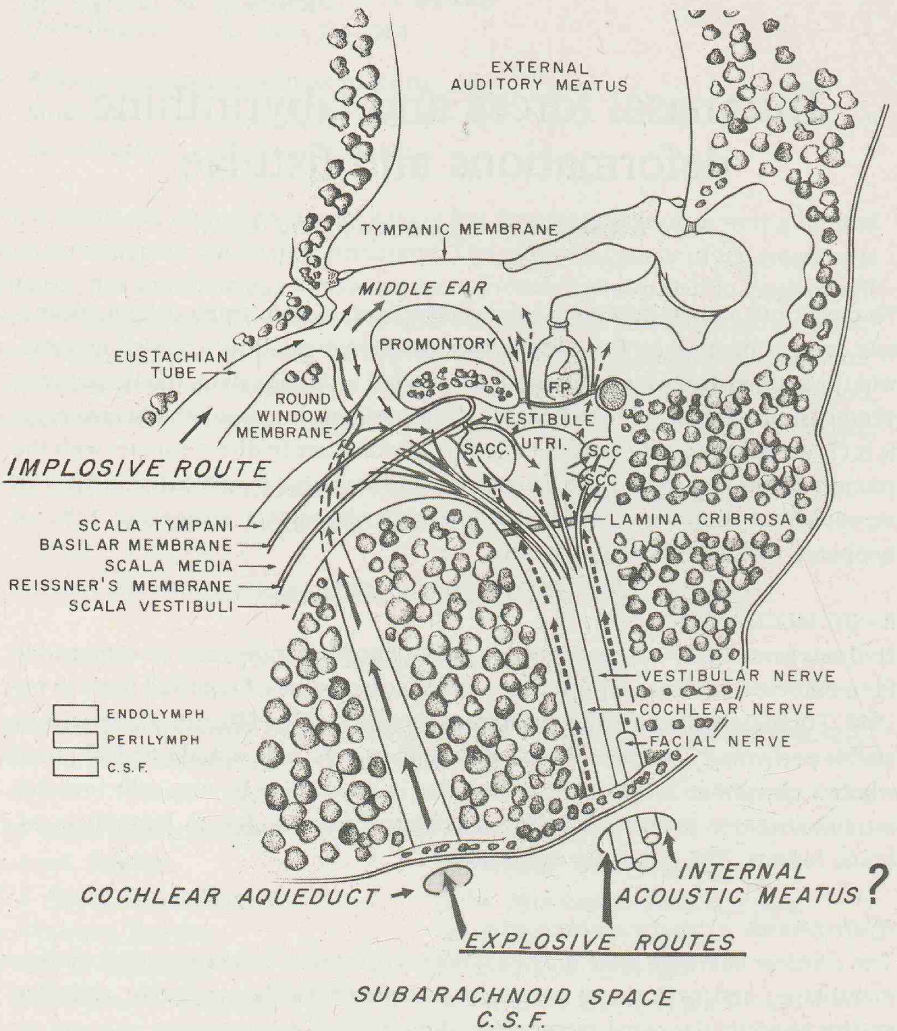 EXTERNAL
AUDITORY MEATUS
TYMPANIC MEMBRANE
MIDDLE EAR
EUSTACHIAN
TUBE
PROMONTORY
ROUND
WINDOW
MEMBRANE
F.P.
VESTIBULE
SACC.
UTRI.
SCC
SCC
IMPLOSIVE ROUTE
LAMINA CRIBROSA
SCALA TYMPANI
BASILAR MEMBRANE
SCALA MEDIA
REISSNER'S MEMBRANE
SCALA VESTIBULI
VESTIBULAR NERVE
COCHLEAR NERVE
FACIAL NERVE
ENDOLYMPH
PERILYMPH
C.S.F.
COCHLEAR AQUEDUCT
INTERNAL
ACOUSTIC MEATUS ?
EXPLOSIVE ROUTES
SUBARACHNOID SPACE
C.S.F.